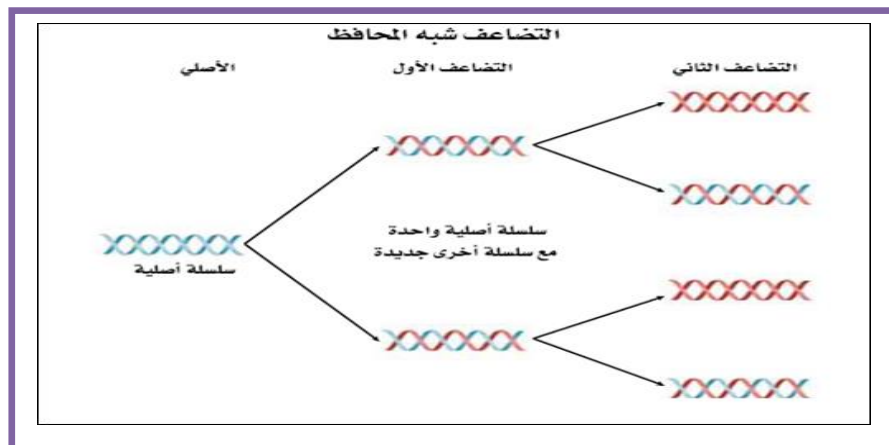 التضاعف شبه المحافظ
الأصلي
التضاعف الأول
التضاعف الثاني
سلسلة أصلية واحدة
مع سلسلة أخرى جديدة
سلسلة أصلية